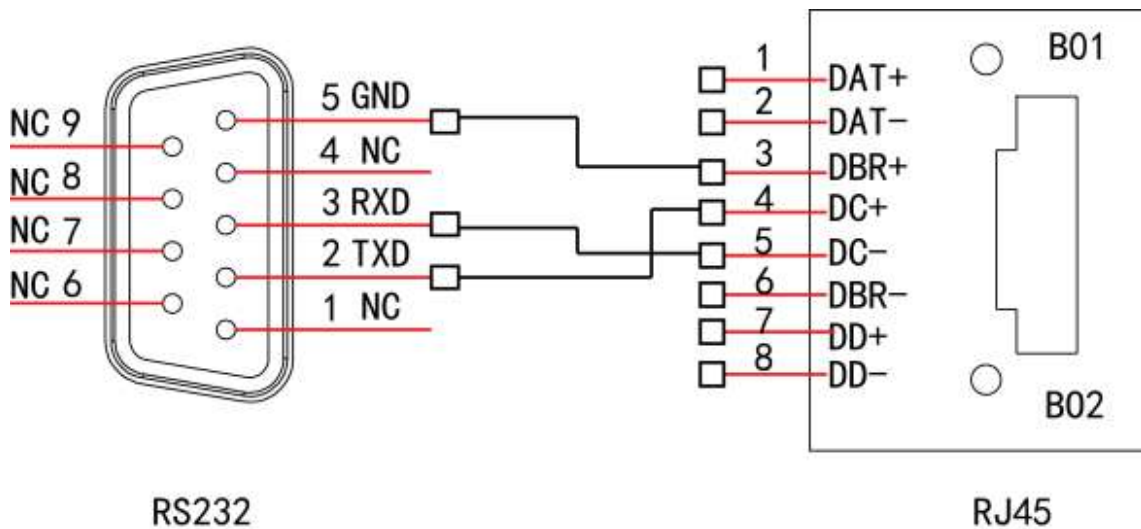 NC 9
NC 8
NC 7
NC 6
5 GND
4 NC
3 RXD
2 TXD
1 NC
RS232
1 DAT+
2 DAT-
3 DBR+
4 DC+
5 DC-
6 DBR-
7 DD+
8 DD-
B01
B02
RJ45